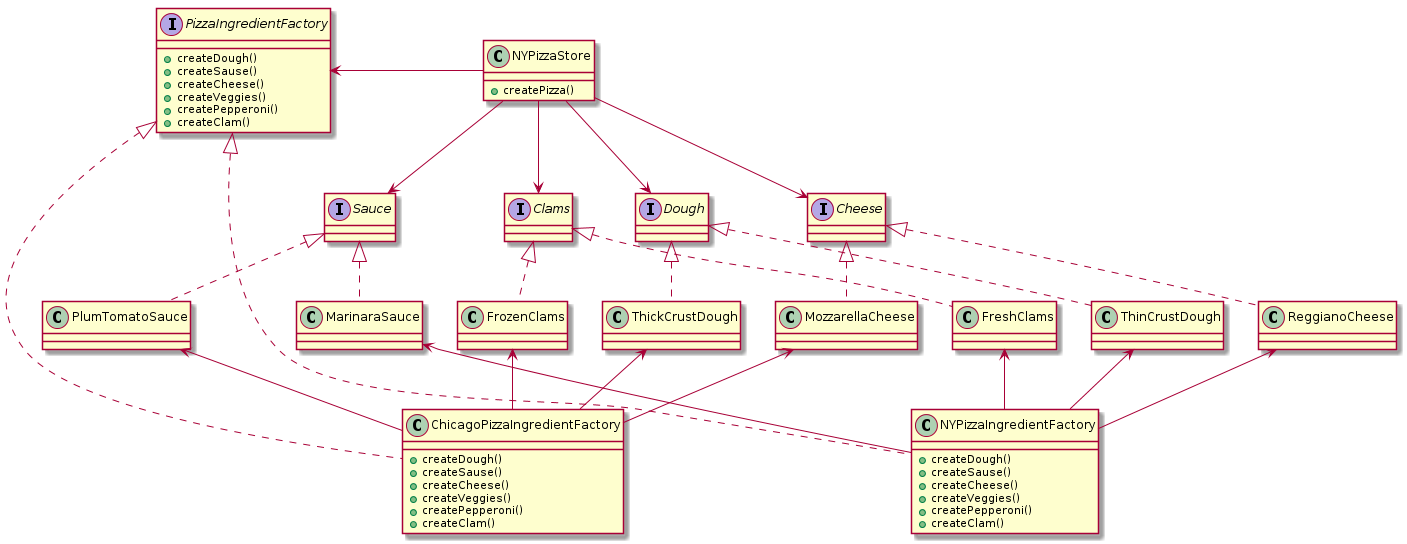 I PizzaIngredientFactory
createDough()
createSause()
createCheese()
createVeggies()
createPepperoni()
createClam()
C NYPizzaStore
createPizza()
I Sauce
I Clams
I Dough
I Cheese
C PlumTomatoSauce
C MarinaraSauce
C FrozenClams
C ThickCrustDough
C MozzarellaCheese
C FreshClams
C ThinCrustDough
C ReggianoCheese
C ChicagoPizzaIngredientFactory
createDough()
createSause()
createCheese()
createVeggies()
createPepperoni()
createClam()
C NYPizzaIngredientFactory
createDough()
createSause()
createCheese()
createVeggies()
createPepperoni()
createClam()